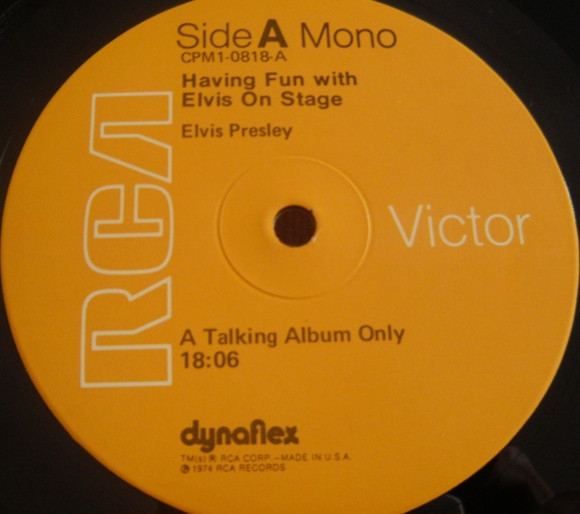 Side A Mono
CPM1-0818-A
Having Fun with
Elvis On Stage
Elvis Presley
RCA
Victor
A Talking Album Only
18:06
dynaflex
TM(s) ® RCA CORP.—MADE IN U.S.A.
℗ 1974 RCA RECORDS